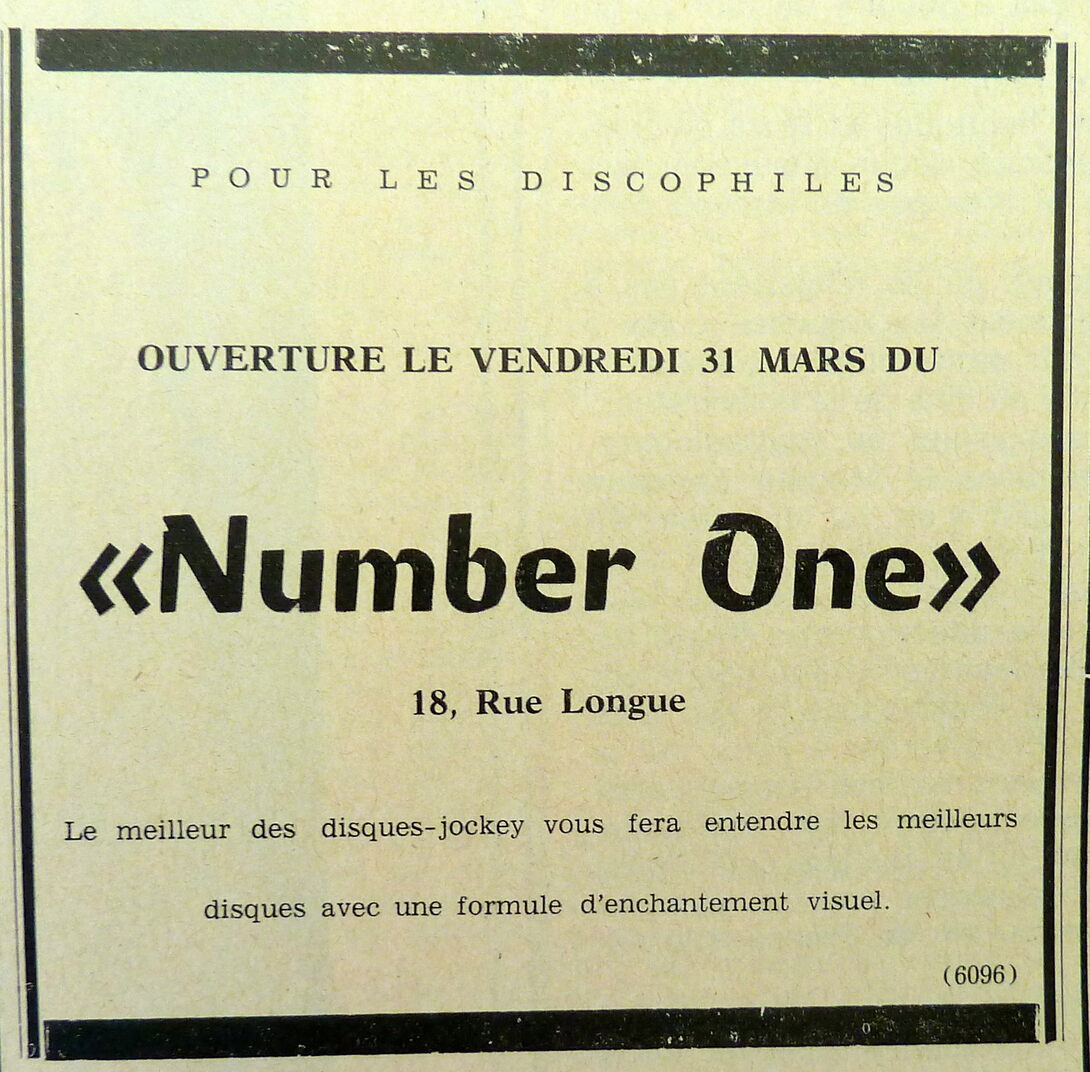 POUR LES DISCOPHILES
OUVERTURE LE VENDREDI 31 MARS DU
«Number One»
18, Rue Longue
Le meilleur des disques-jockey vous fera entendre les meilleurs
disques avec une formule d'enchantement visuel.
(6096)